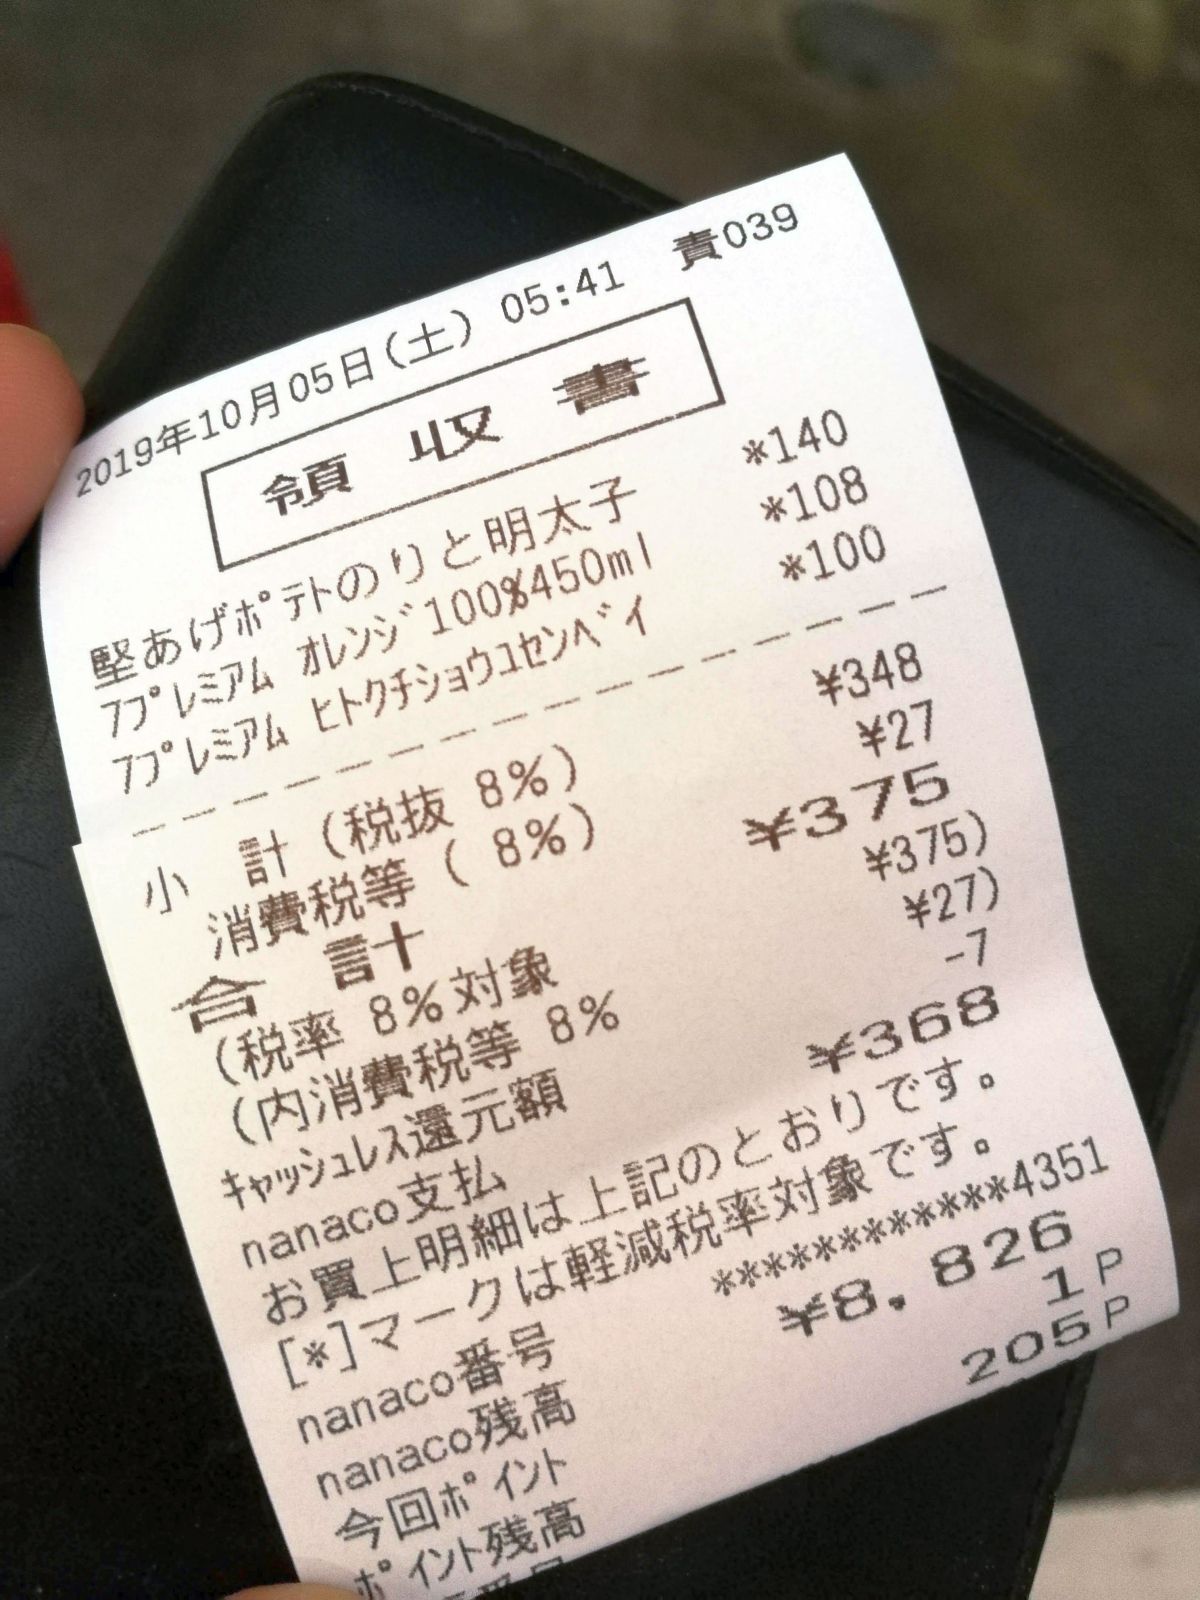 2019年10月05日(土) 05:41 責039
領収書
堅あげﾎﾟﾃﾄのりと明太子 *140
7ﾌﾟﾚﾐｱﾑ ｵﾚﾝｼﾞ100%450ml *108
7ﾌﾟﾚﾐｱﾑ ﾋﾄｸﾁｼｮｳﾕｾﾝﾍﾞｲ *100
小 計(税抜 8%) ¥348
消費税等( 8%) ¥27
合 計 ¥375
(税率 8%対象 ¥375)
(内消費税等 8% ¥27)
ｷｬｯｼｭﾚｽ還元額 -7
nanaco支払 ¥368
お買上明細は上記のとおりです。
[*]マークは軽減税率対象です。
nanaco番号 ************4351
nanaco残高 ¥8,826
今回ﾎﾟｲﾝﾄ 1P
ﾎﾟｲﾝﾄ残高 205P